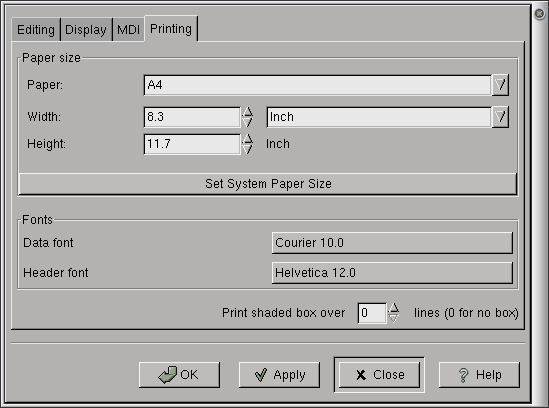 Editing Display MDI Printing
Paper size
Paper: A4
Width: 8.3 Inch
Height: 11.7 Inch
Set System Paper Size
Fonts
Data font Courier 10.0
Header font Helvetica 12.0
Print shaded box over 0 lines (0 for no box)
OK Apply Close Help